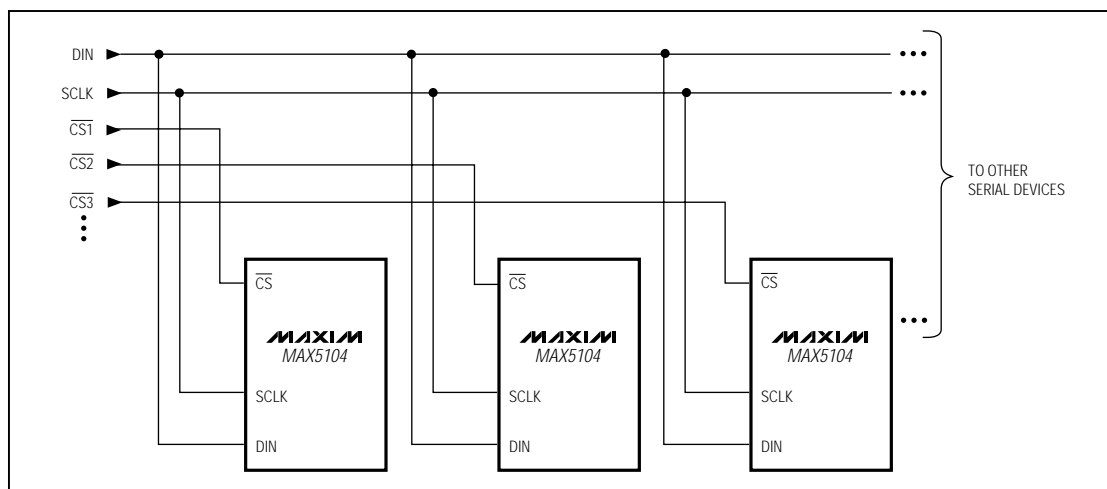 DIN
SCLK
CS1
CS2
CS3
TO OTHER
SERIAL DEVICES
CS
MAXIM
MAX5104
SCLK
DIN
CS
MAXIM
MAX5104
SCLK
DIN
CS
MAXIM
MAX5104
SCLK
DIN